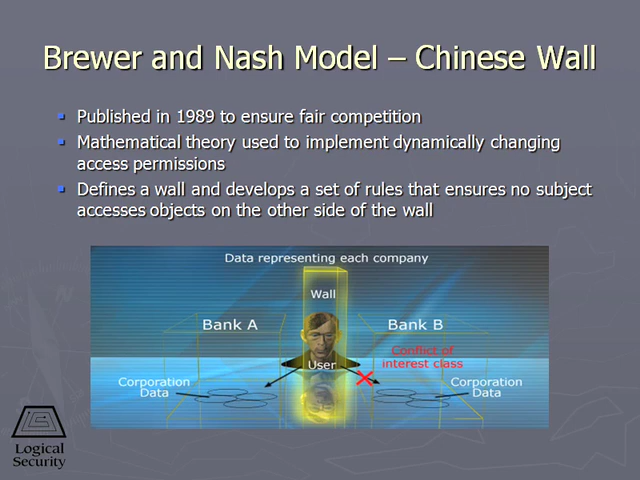 Brewer and Nash Model – Chinese Wall
Published in 1989 to ensure fair competition
Mathematical theory used to implement dynamically changing
access permissions
Defines a wall and develops a set of rules that ensures no subject
accesses objects on the other side of the wall
Data representing each company
Wall
Bank A
Bank B
Conflict of
interest class
User
Corporation
Data
Corporation
Data
Logical
Security